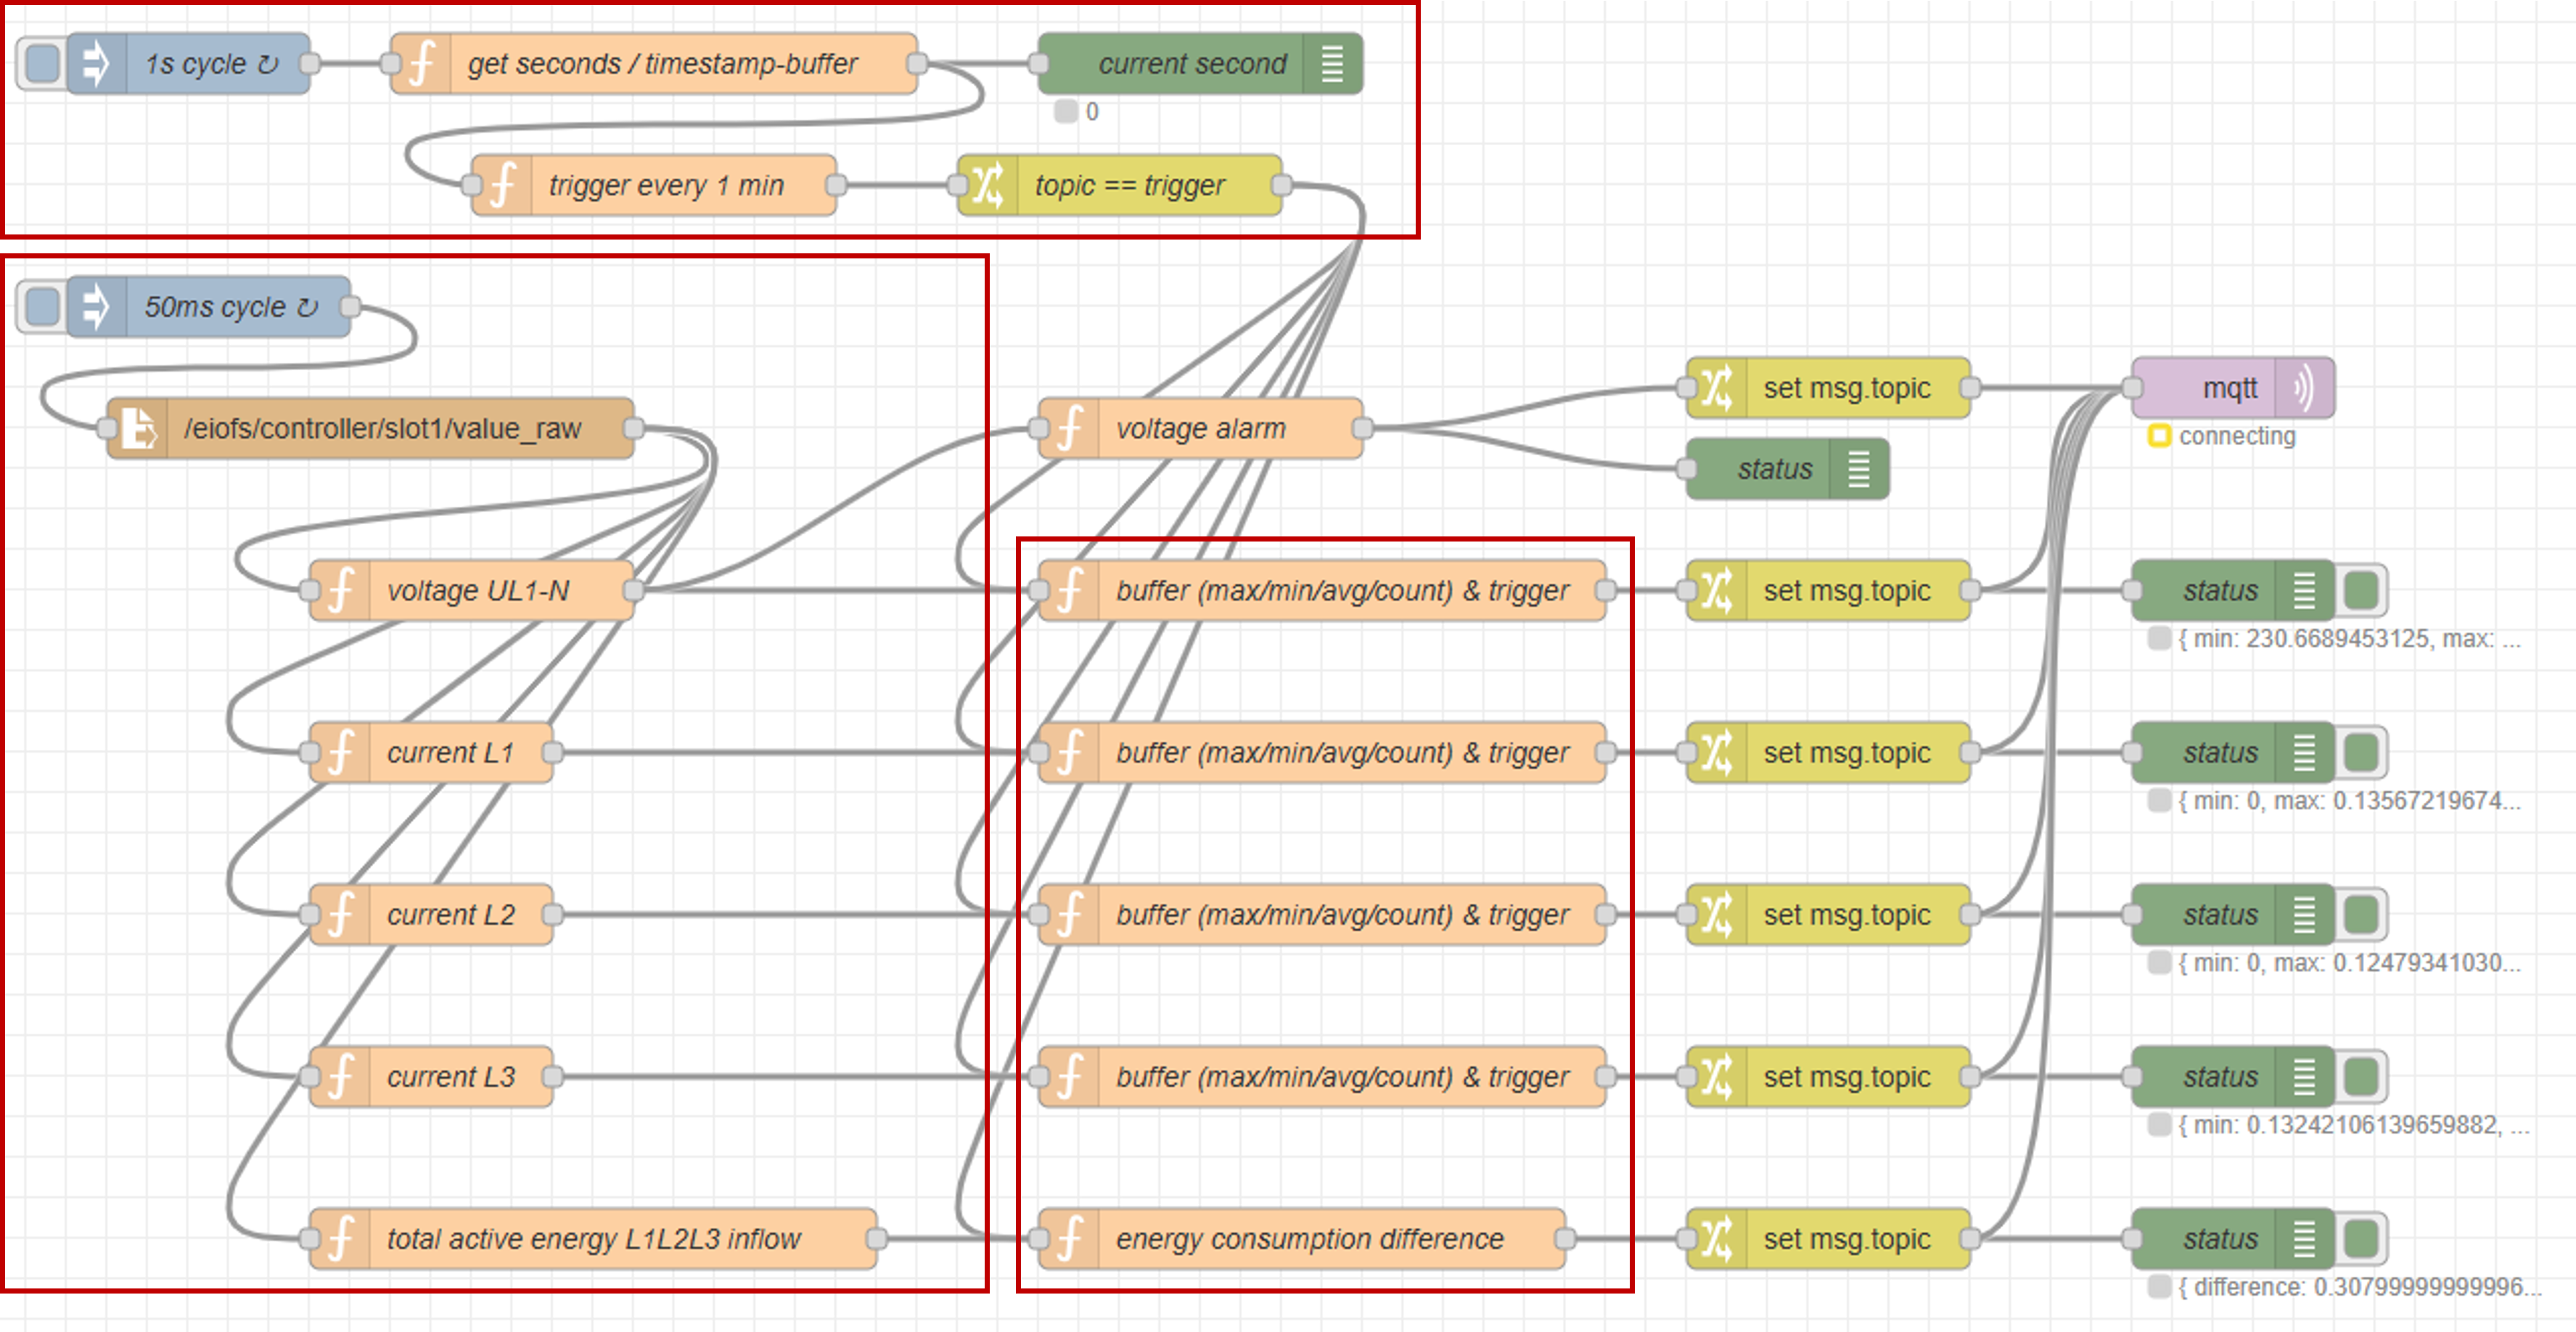 1s cycle ↻
get seconds / timestamp-buffer
current second
0
trigger every 1 min
topic == trigger
50ms cycle ↻
/eiofs/controller/slot1/value_raw
voltage alarm
set msg.topic
mqtt
connecting
status
voltage UL1-N
buffer (max/min/avg/count) & trigger
set msg.topic
status
{ min: 230.6689453125, max: ...
current L1
buffer (max/min/avg/count) & trigger
set msg.topic
status
{ min: 0, max: 0.13567219674...
current L2
buffer (max/min/avg/count) & trigger
set msg.topic
status
{ min: 0, max: 0.12479341030...
current L3
buffer (max/min/avg/count) & trigger
set msg.topic
status
{ min: 0.13242106139659882, ...
total active energy L1L2L3 inflow
energy consumption difference
set msg.topic
status
{ difference: 0.30799999999996...